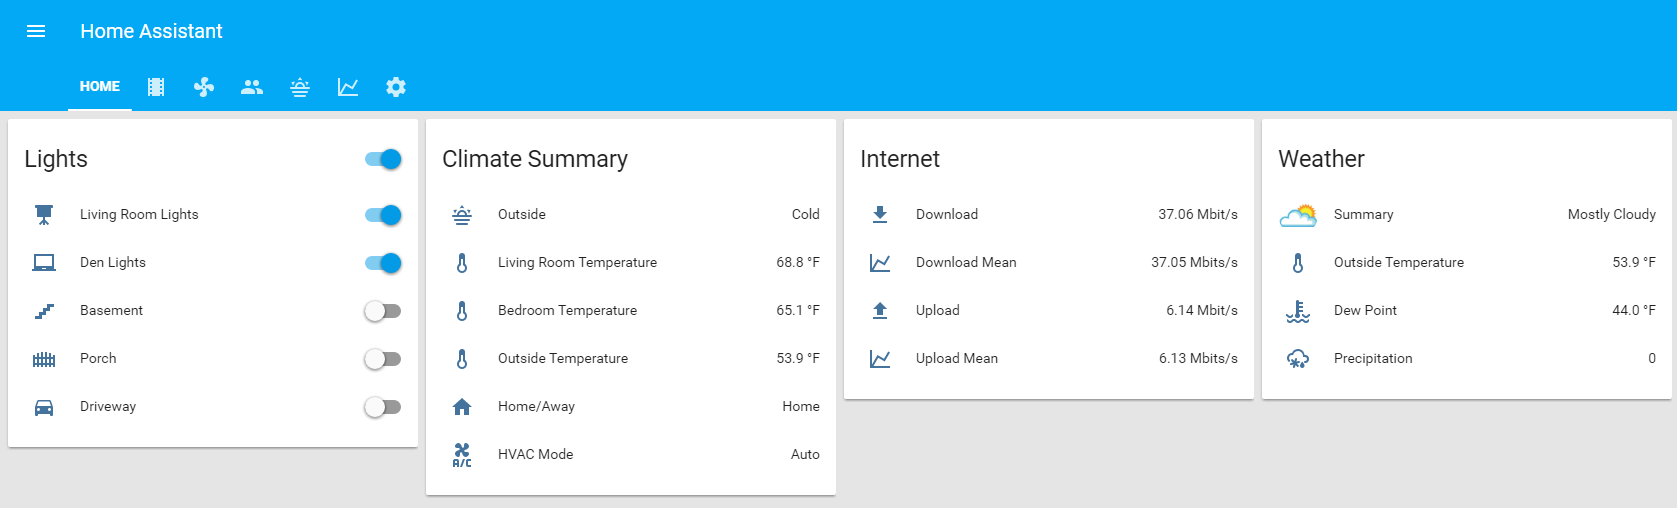 Home Assistant
HOME
Lights
Living Room Lights
Den Lights
Basement
Porch
Driveway
Climate Summary
Outside Cold
Living Room Temperature 68.8 °F
Bedroom Temperature 65.1 °F
Outside Temperature 53.9 °F
Home/Away Home
A/C HVAC Mode Auto
Internet
Download 37.06 Mbit/s
Download Mean 37.05 Mbits/s
Upload 6.14 Mbit/s
Upload Mean 6.13 Mbits/s
Weather
Summary Mostly Cloudy
Outside Temperature 53.9 °F
Dew Point 44.0 °F
Precipitation 0